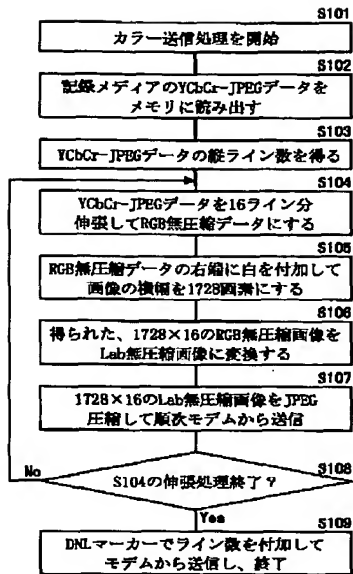 S101
カラー送信処理を開始
S102
記録メディアのYCbCr-JPEGデータを
メモリに読み出す
S103
YCbCr-JPEGデータの縦ライン数を得る
S104
YCbCr-JPEGデータを16ライン分
伸張してRGB無圧縮データにする
S105
RGB無圧縮データの右端に白を付加して
画像の横幅を1728画素にする
S106
得られた、1728×16のRGB無圧縮画像を
Lab無圧縮画像に変換する
S107
1728×16のLab無圧縮画像をJPEG
圧縮して順次モデムから送信
No
S108
S104の伸張処理終了?
Yes
S109
DNLマーカーでライン数を付加して
モデムから送信し、終了